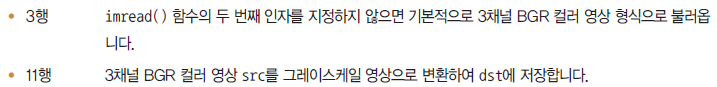 • 3행 imread() 함수의 두 번째 인자를 지정하지 않으면 기본적으로 3채널 BGR 컬러 영상 형식으로 불러옵
니다.
• 11행 3채널 BGR 컬러 영상 src를 그레이스케일 영상으로 변환하여 dst에 저장합니다.